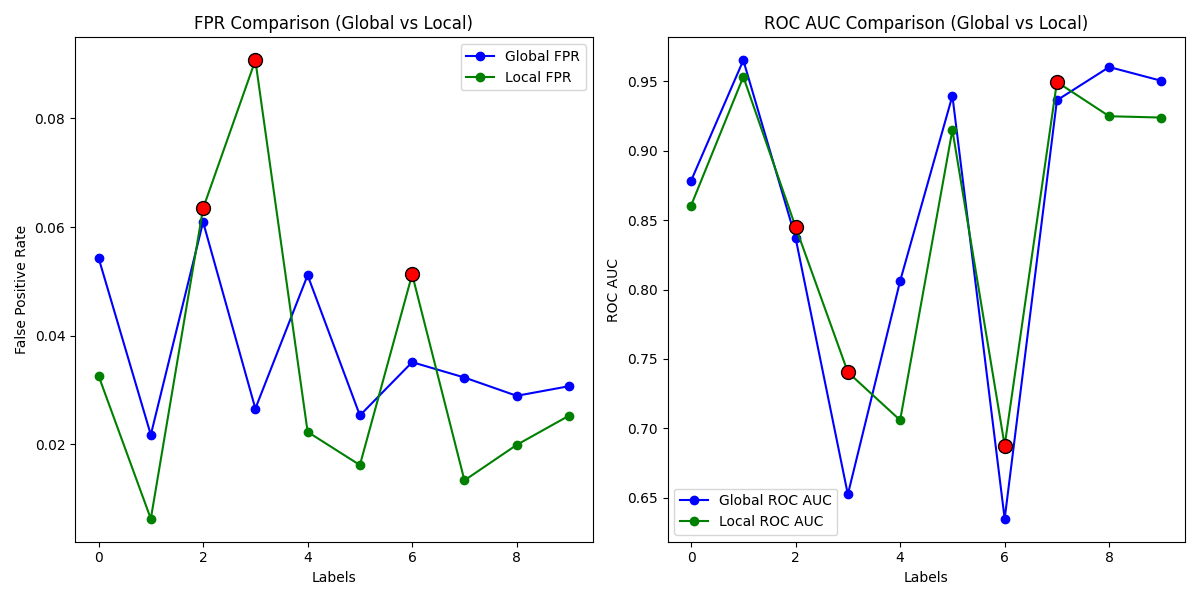 FPR Comparison (Global vs Local)
Global FPR
Local FPR
False Positive Rate
0.08
0.06
0.04
0.02
0 2 4 6 8
Labels
ROC AUC Comparison (Global vs Local)
ROC AUC
0.95
0.90
0.85
0.80
0.75
0.70
0.65
Global ROC AUC
Local ROC AUC
0 2 4 6 8
Labels